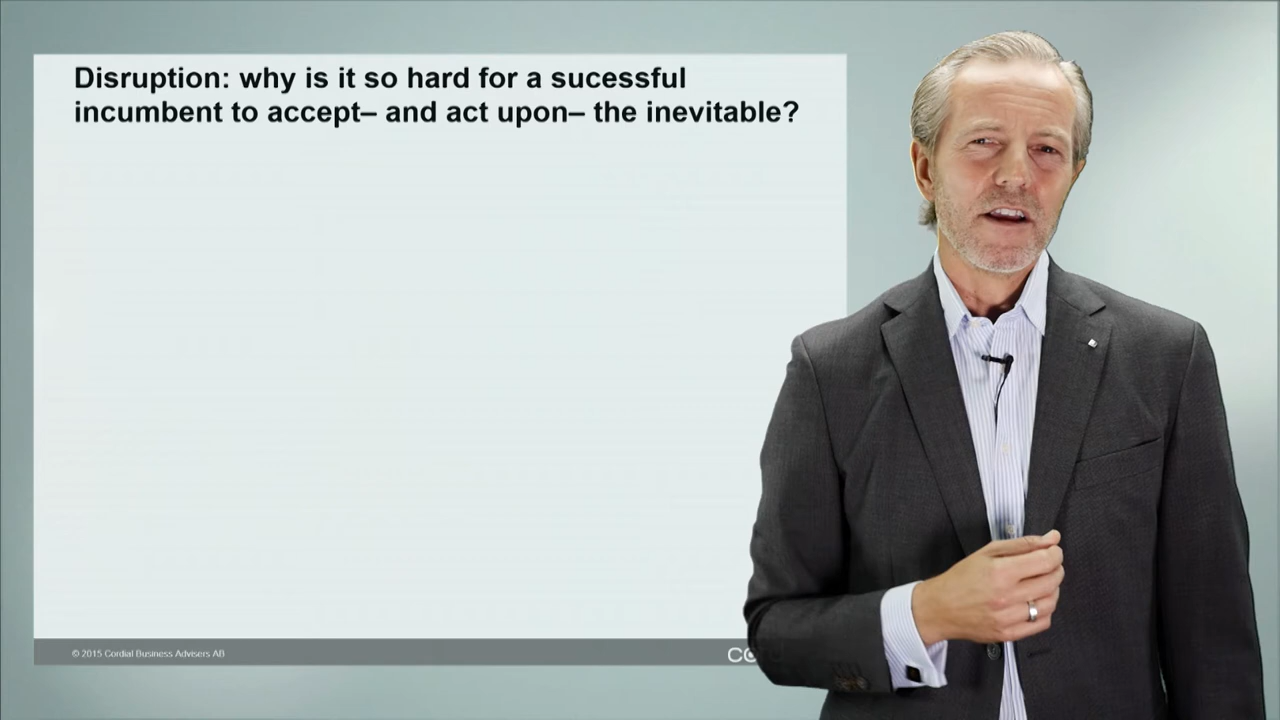 Disruption: why is it so hard for a sucessful
incumbent to accept– and act upon– the inevitable?
© 2015 Cordial Business Advisers AB